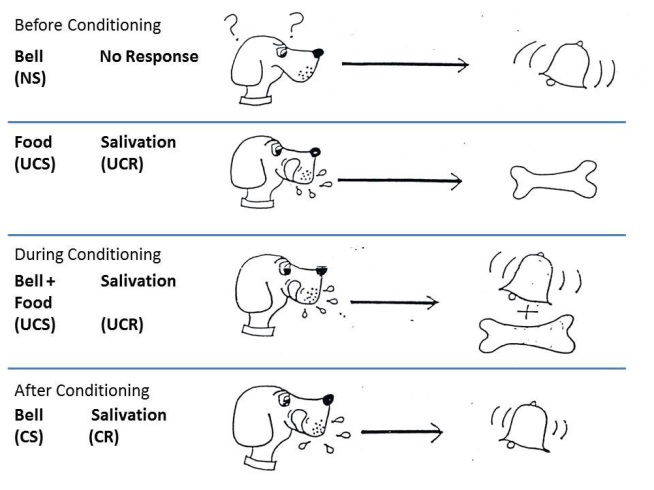 Before Conditioning
? ?
Bell No Response
(NS)
Food Salivation
(UCS) (UCR)
During Conditioning
Bell + Salivation
Food
(UCS) (UCR)
+
After Conditioning
Bell Salivation
(CS) (CR)